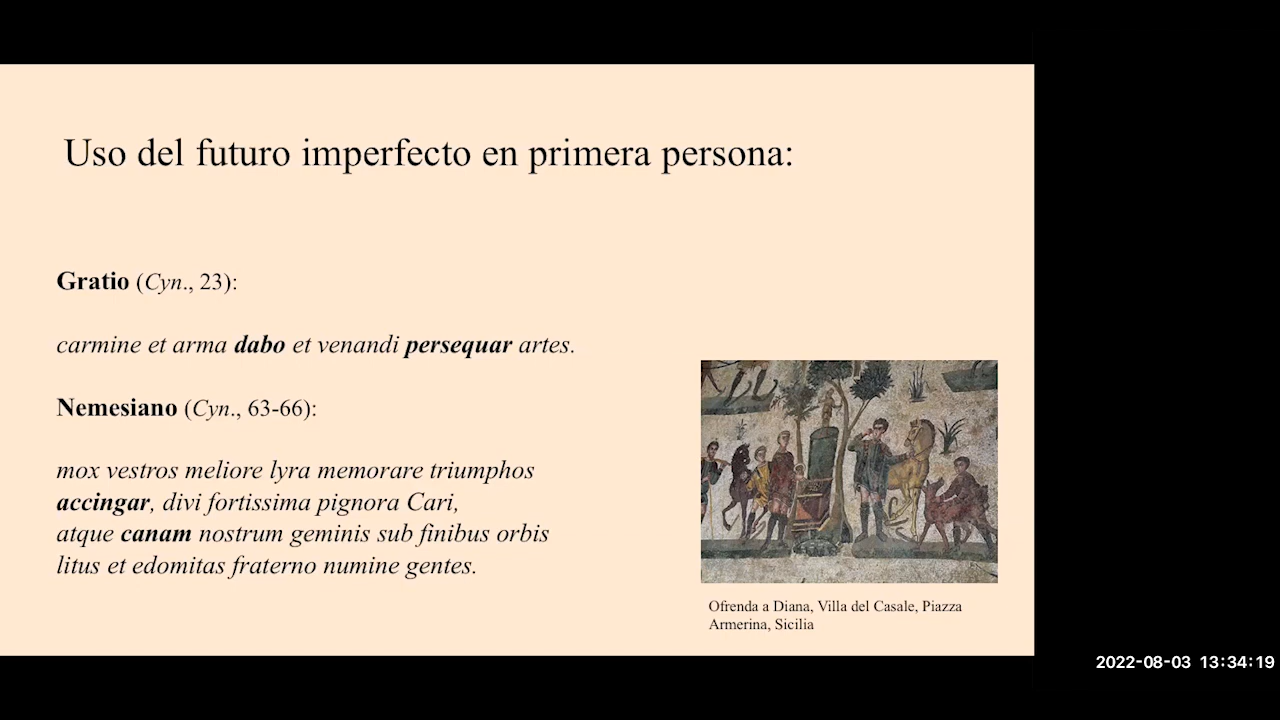 Uso del futuro imperfecto en primera persona:
Gratio (Cyn., 23):
carmine et arma dabo et venandi persequar artes.
Nemesiano (Cyn., 63-66):
mox vestros meliore lyra memorare triumphos
accingar, divi fortissima pignora Cari,
atque canam nostrum geminis sub finibus orbis
litus et edomitas fraterno numine gentes.
Ofrenda a Diana, Villa del Casale, Piazza
Armerina, Sicilia
2022-08-03 13:34:19